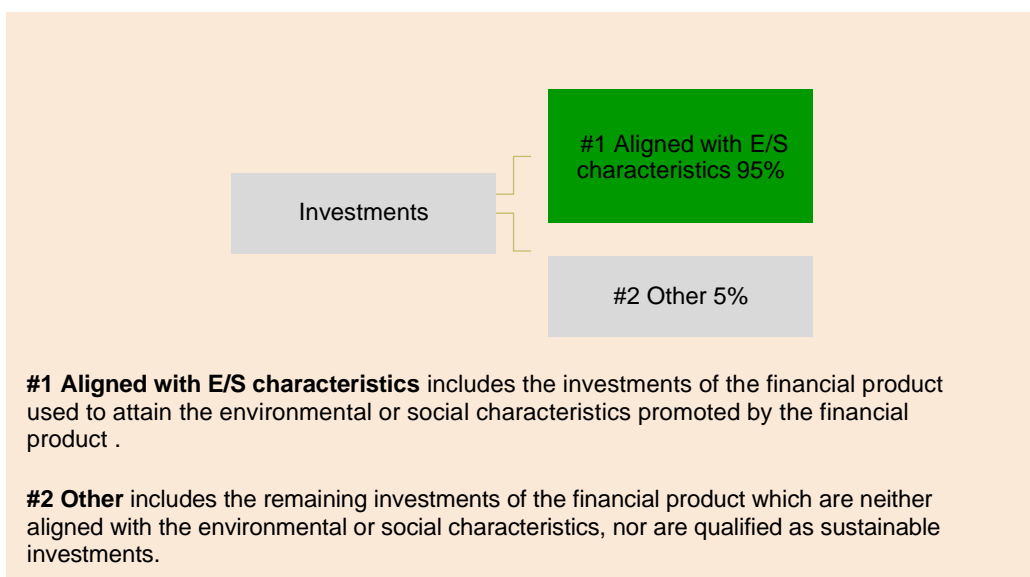 #1 Aligned with E/S
characteristics 95%
Investments
#2 Other 5%
#1 Aligned with E/S characteristics includes the investments of the financial product
used to attain the environmental or social characteristics promoted by the financial
product .
#2 Other includes the remaining investments of the financial product which are neither
aligned with the environmental or social characteristics, nor are qualified as sustainable
investments.